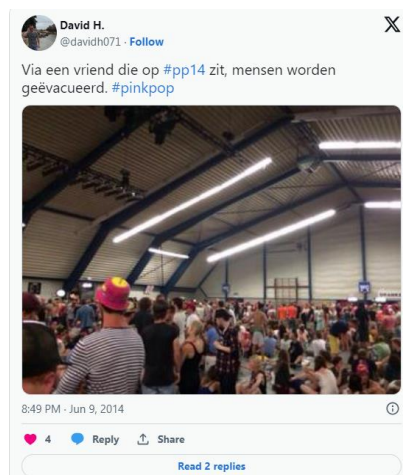 David H.
@davidh071 · Follow
Via een vriend die op #pp14 zit, mensen worden
geëvacueerd. #pinkpop
8:49 PM · Jun 9, 2014
4 Reply Share
Read 2 replies